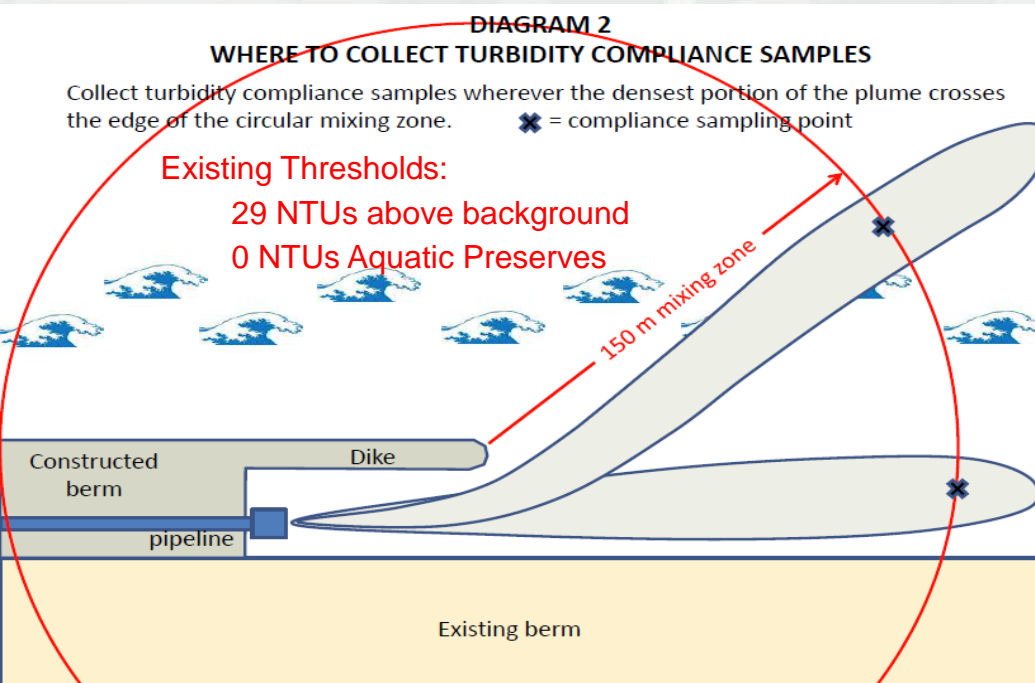 DIAGRAM 2
WHERE TO COLLECT TURBIDITY COMPLIANCE SAMPLES
Collect turbidity compliance samples wherever the densest portion of the plume crosses
the edge of the circular mixing zone. ✖ = compliance sampling point
Existing Thresholds:
29 NTUs above background
0 NTUs Aquatic Preserves
150 m mixing zone
Dike
Constructed
berm
pipeline
Existing berm